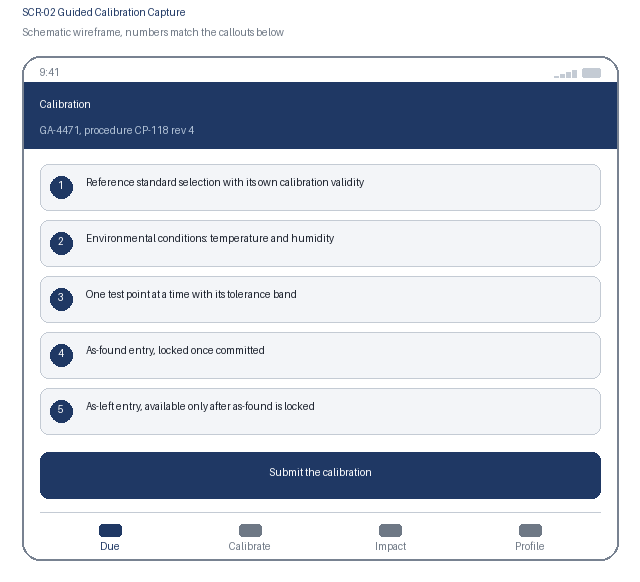 SCR-02 Guided Calibration Capture
Schematic wireframe, numbers match the callouts below
9:41
Calibration
GA-4471, procedure CP-118 rev 4
1 Reference standard selection with its own calibration validity
2 Environmental conditions: temperature and humidity
3 One test point at a time with its tolerance band
4 As-found entry, locked once committed
5 As-left entry, available only after as-found is locked
Submit the calibration
Due Calibrate Impact Profile